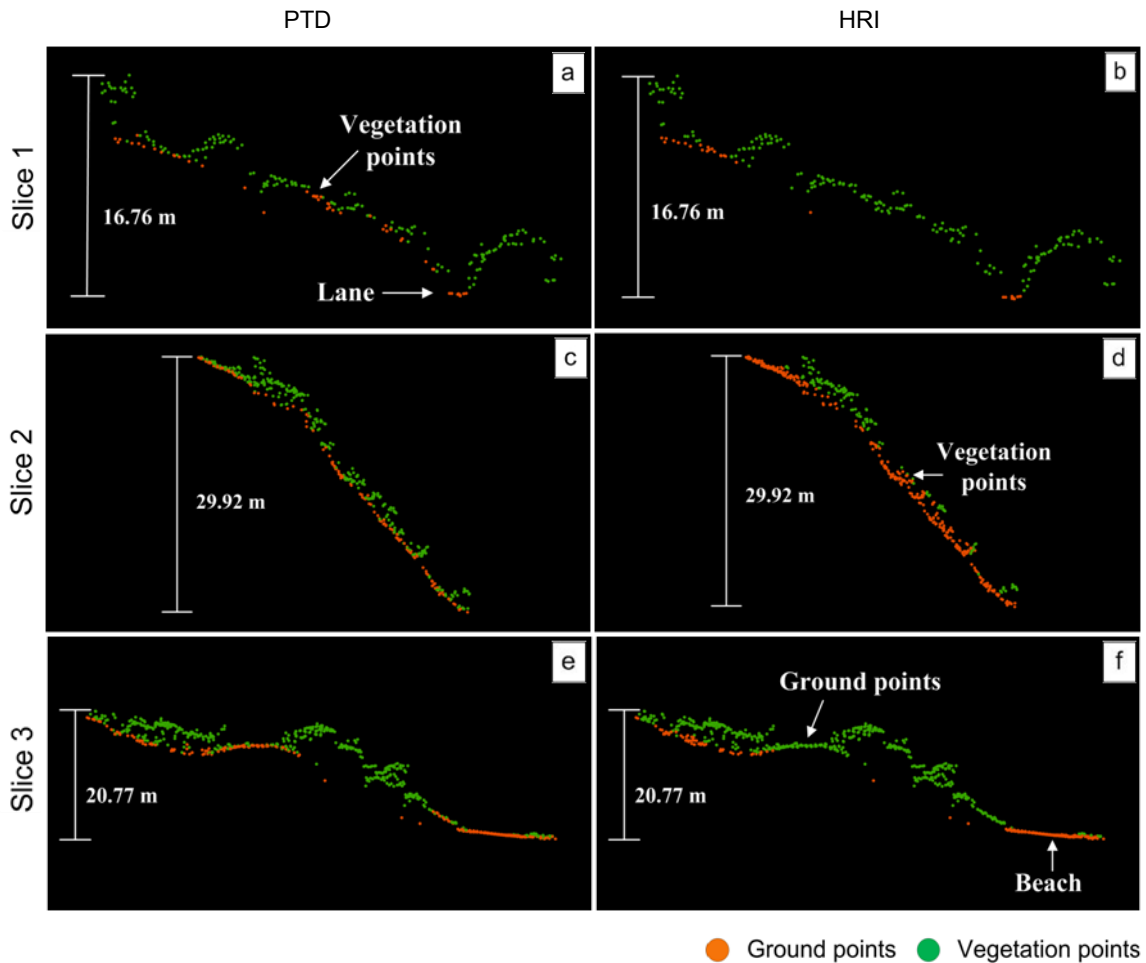 PTD
HRI
Slice 1
a
Vegetation
points
16.76 m
Lane
b
16.76 m
Slice 2
c
29.92 m
d
Vegetation
points
29.92 m
Slice 3
e
20.77 m
f
Ground points
20.77 m
Beach
Ground points
Vegetation points